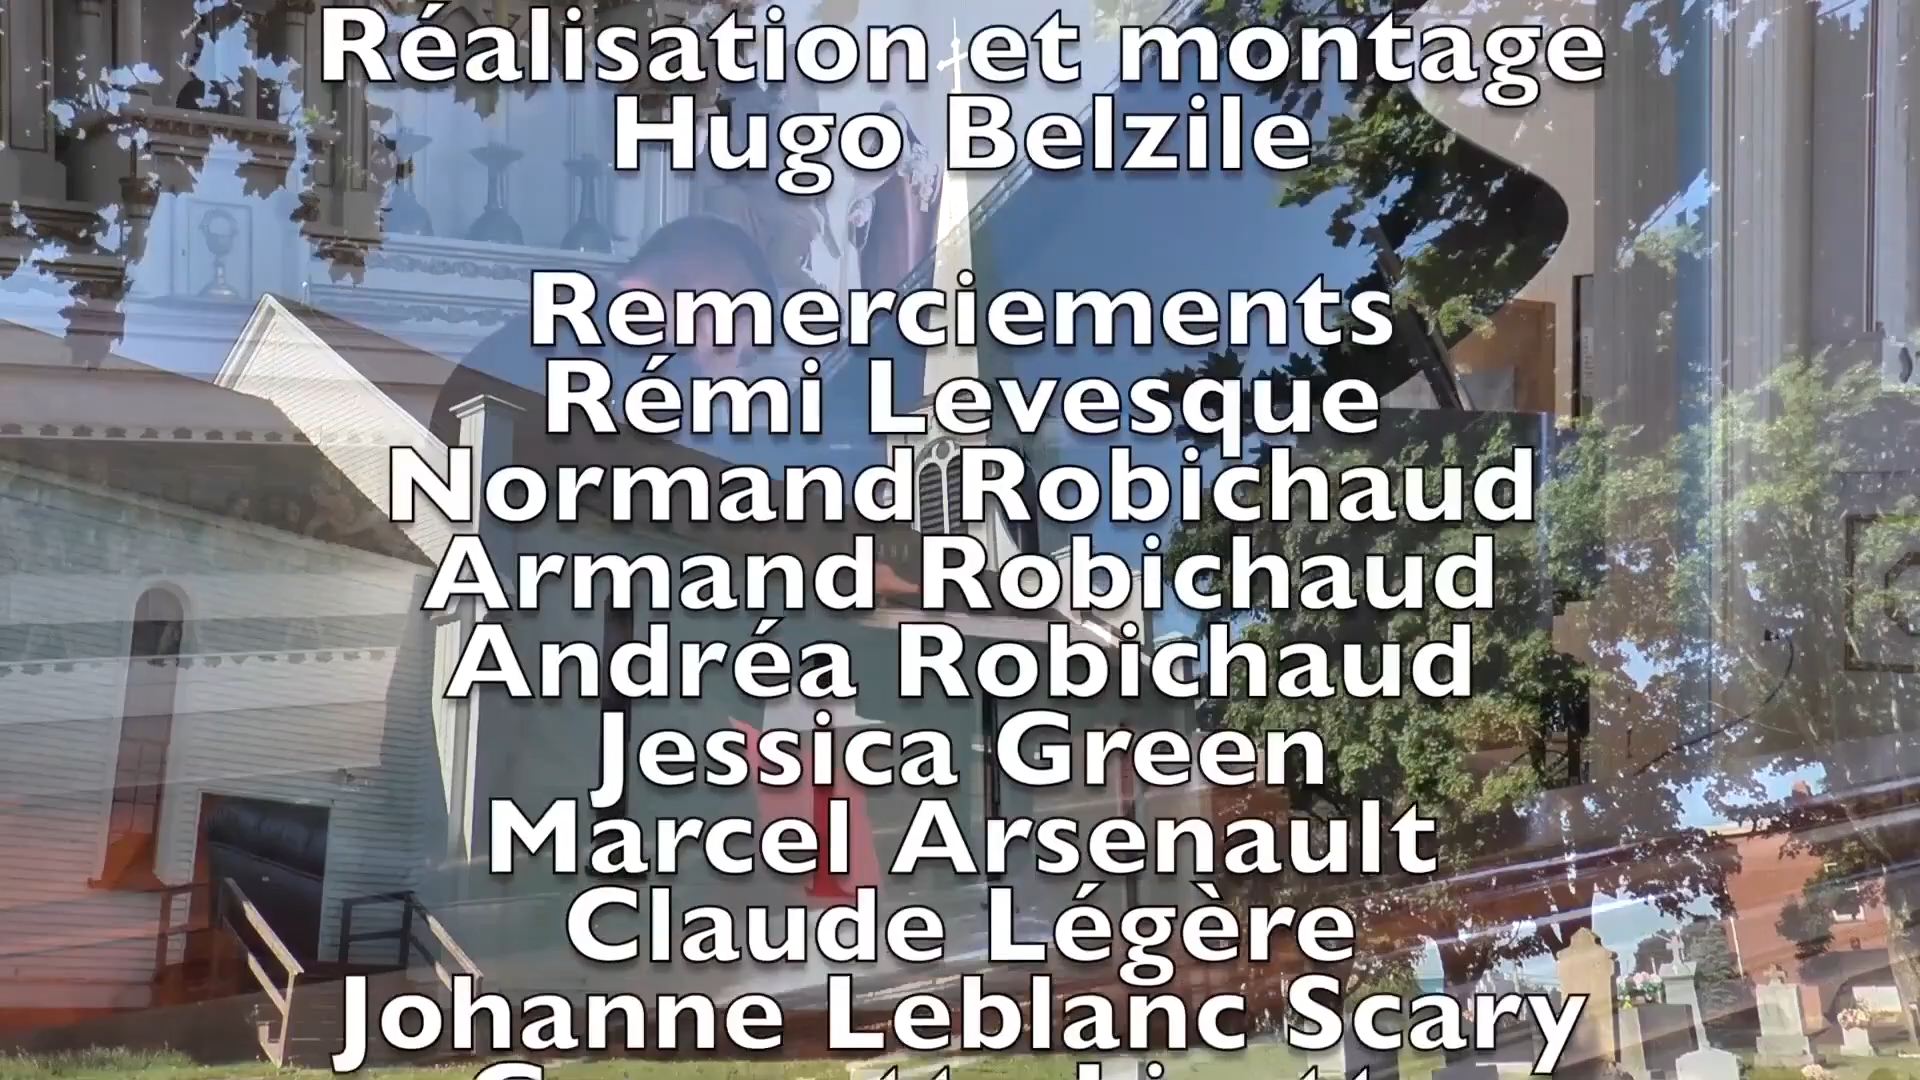 Réalisation et montage
Hugo Belzile
Remerciements
Rémi Levesque
Normand Robichaud
Armand Robichaud
Andréa Robichaud
Jessica Green
Marcel Arsenault
Claude Légère
Johanne Leblanc Scary